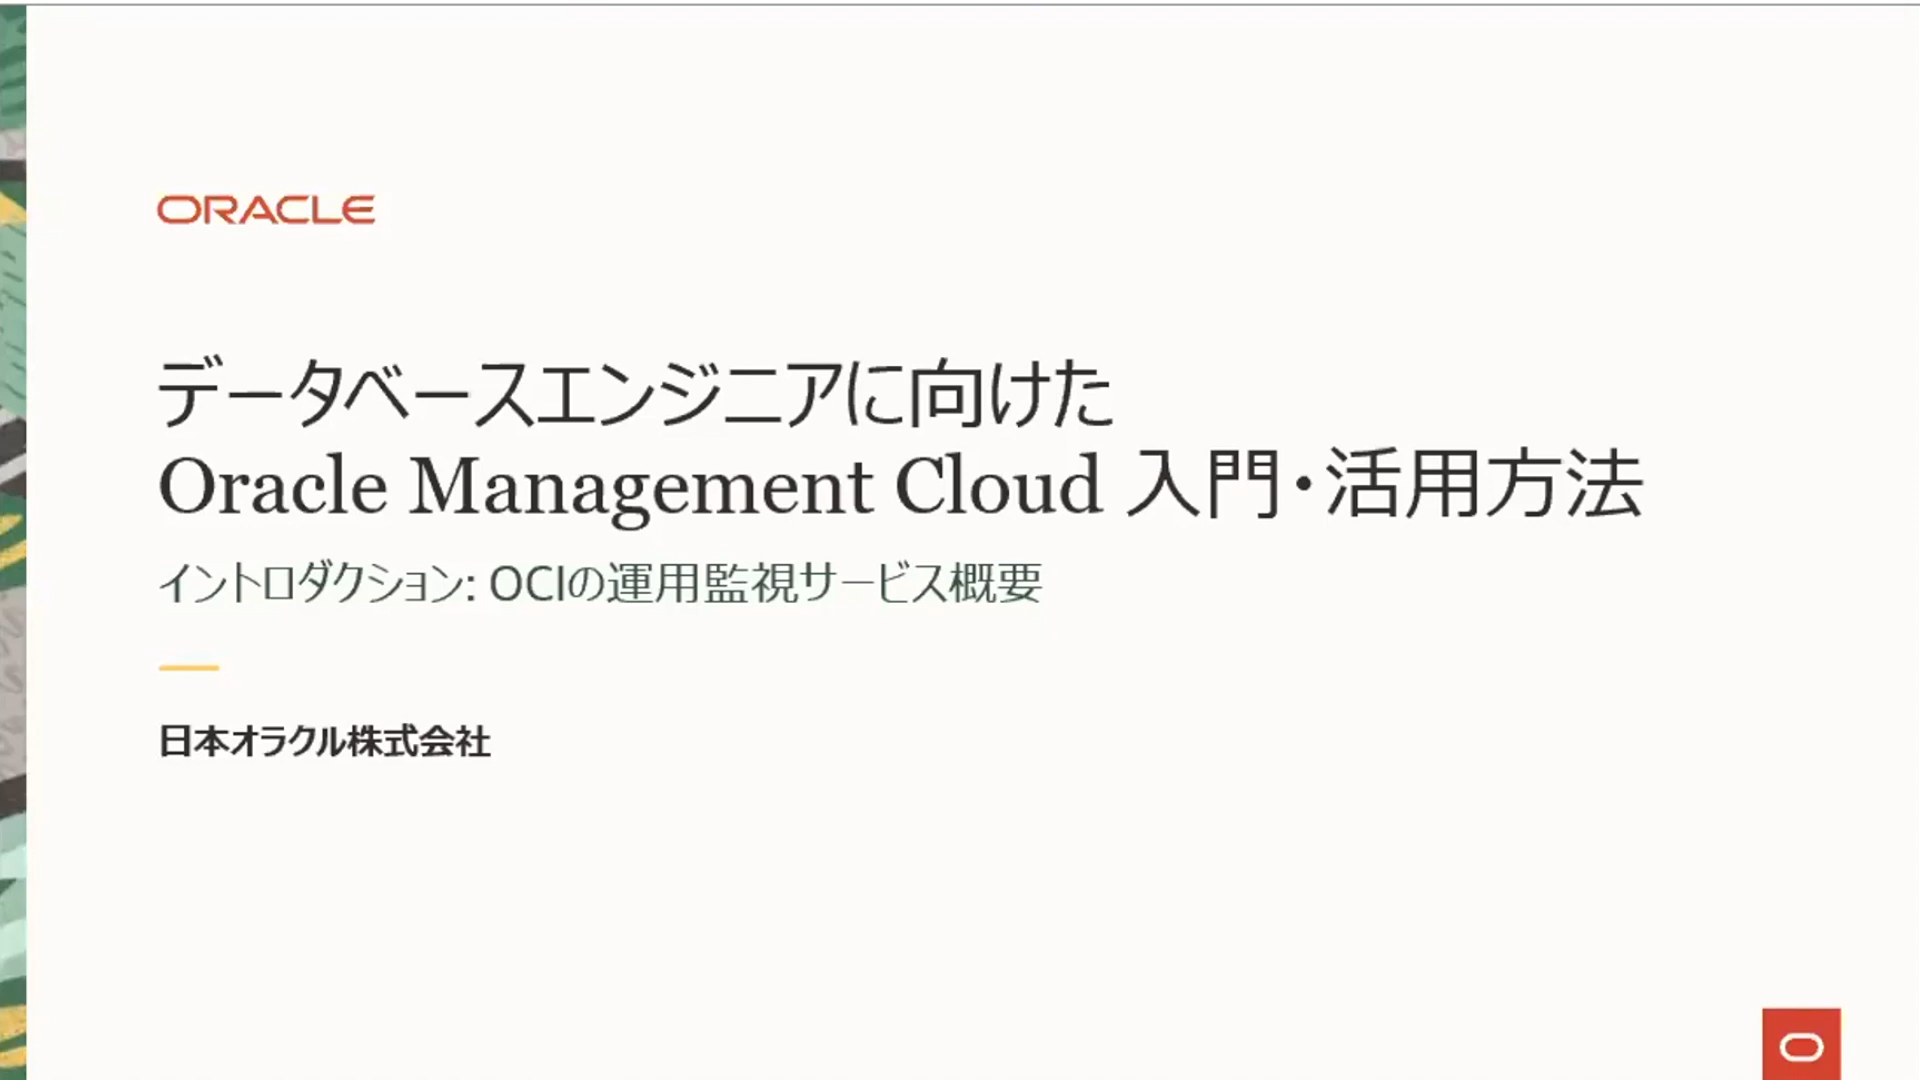 ORACLE
データベースエンジニアに向けた
Oracle Management Cloud 入門・活用方法
イントロダクション: OCIの運用監視サービス概要
日本オラクル株式会社